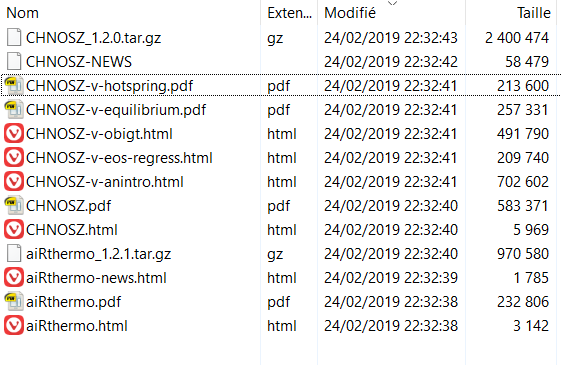 Nom Exten... Modifié Taille
CHNOSZ_1.2.0.tar.gz gz 24/02/2019 22:32:43 2 400 474
CHNOSZ-NEWS 24/02/2019 22:32:42 58 479
CHNOSZ-v-hotspring.pdf pdf 24/02/2019 22:32:41 213 600
CHNOSZ-v-equilibrium.pdf pdf 24/02/2019 22:32:41 257 331
CHNOSZ-v-obigt.html html 24/02/2019 22:32:41 491 790
CHNOSZ-v-eos-regress.html html 24/02/2019 22:32:41 209 740
CHNOSZ-v-anintro.html html 24/02/2019 22:32:41 702 602
CHNOSZ.pdf pdf 24/02/2019 22:32:40 583 371
CHNOSZ.html html 24/02/2019 22:32:40 5 969
aiRthermo_1.2.1.tar.gz gz 24/02/2019 22:32:40 970 580
aiRthermo-news.html html 24/02/2019 22:32:39 1 785
aiRthermo.pdf pdf 24/02/2019 22:32:38 232 806
aiRthermo.html html 24/02/2019 22:32:38 3 142